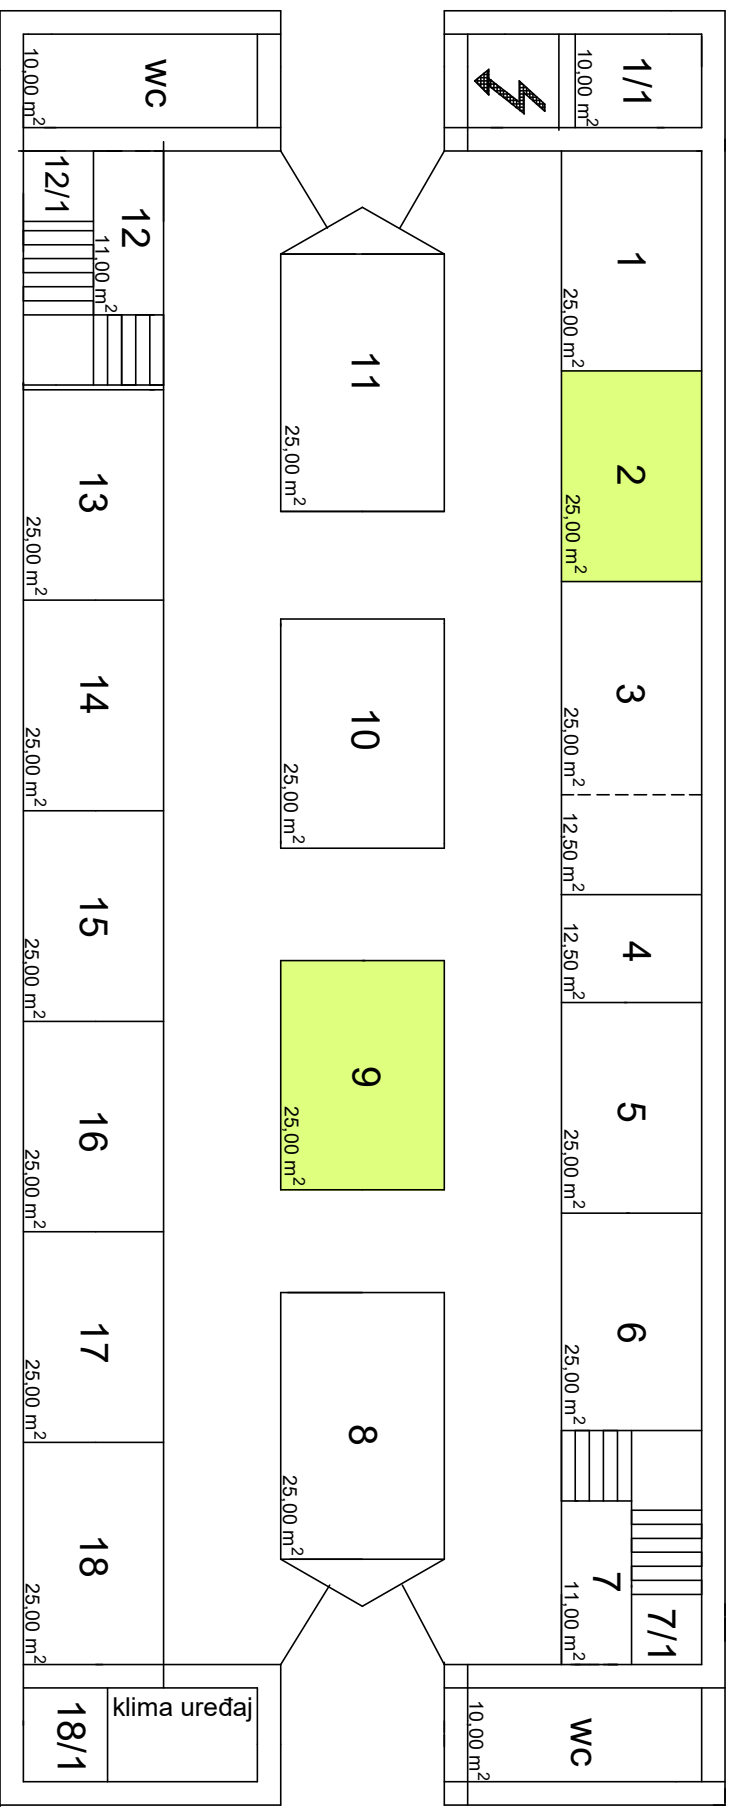 wc
10,00 m²
1/1
10,00 m²
12/1
12
11,00 m²
1
25,00 m²
11
25,00 m²
2
25,00 m²
13
25,00 m²
3
25,00 m²
12,50 m²
14
25,00 m²
10
25,00 m²
4
12,50 m²
15
25,00 m²
9
25,00 m²
5
25,00 m²
16
25,00 m²
6
25,00 m²
17
25,00 m²
8
25,00 m²
18
25,00 m²
7
11,00 m²
7/1
18/1
klima uređaj
wc
10,00 m²